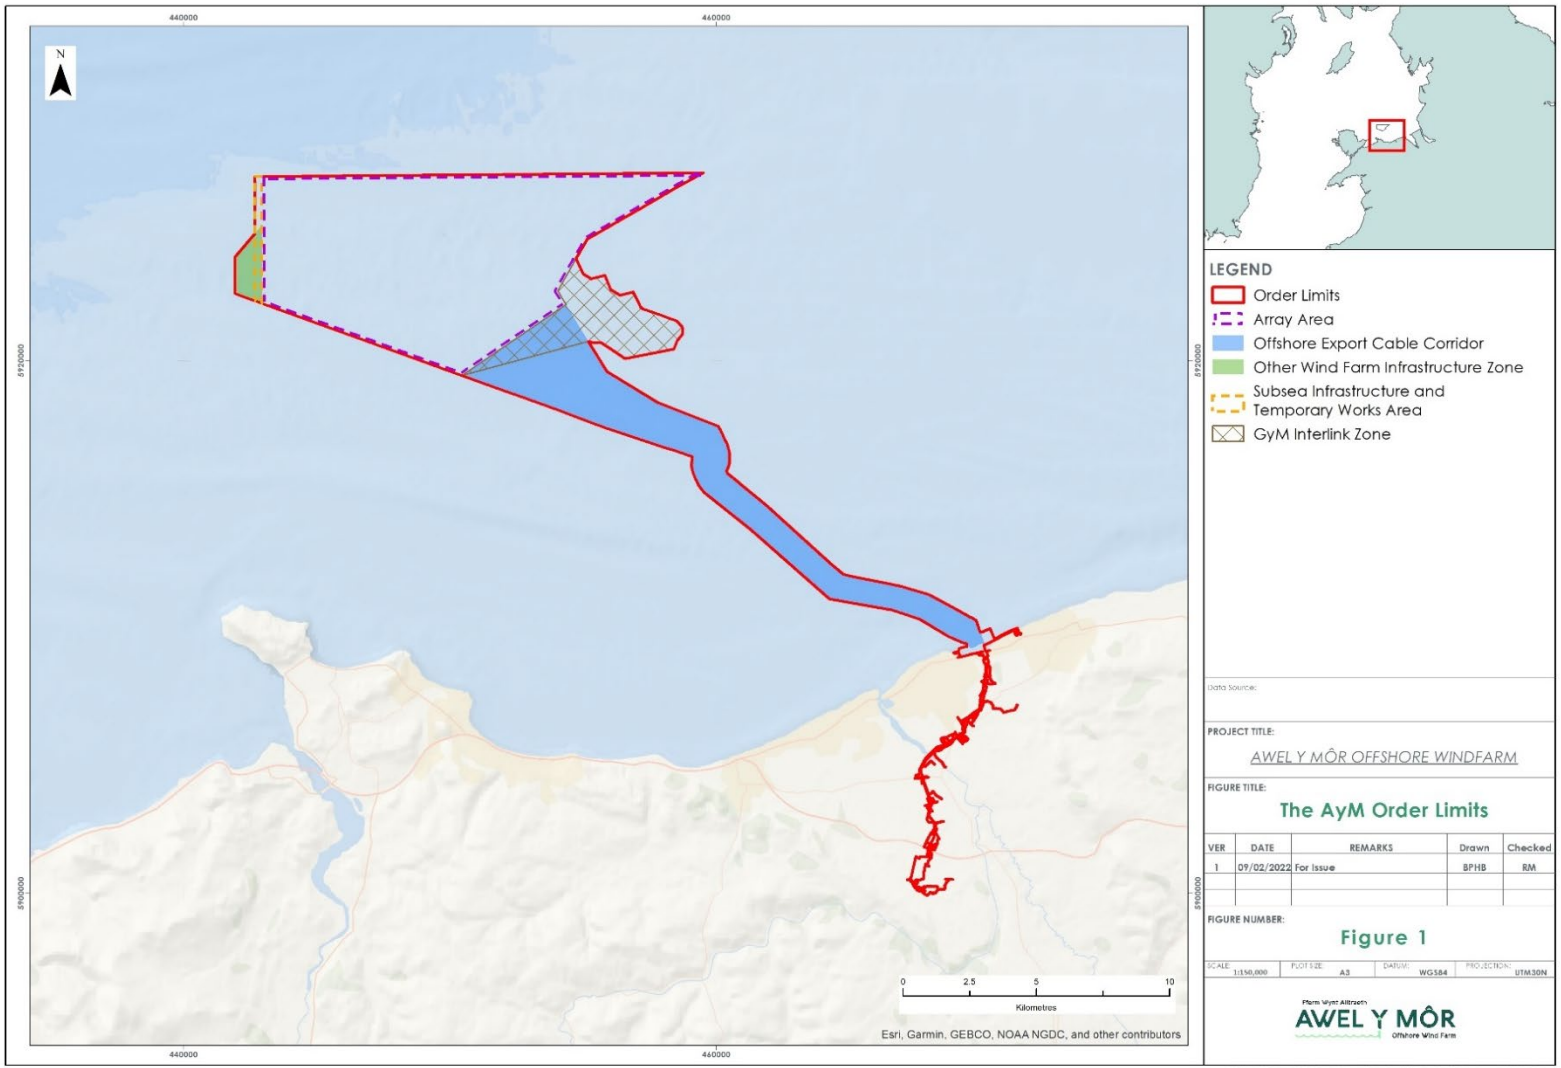 440000
460000
N
5920000
5920000
5900000
5900000
0 2.5 5 10
Kilometres
Esri, Garmin, GEBCO, NOAA NGDC, and other contributors
440000
460000
LEGEND
Order Limits
Array Area
Offshore Export Cable Corridor
Other Wind Farm Infrastructure Zone
Subsea Infrastructure and
Temporary Works Area
GyM Interlink Zone
Data Source:
PROJECT TITLE:
AWEL Y MÔR OFFSHORE WINDFARM
FIGURE TITLE:
The AyM Order Limits
VER DATE REMARKS Drawn Checked
1 09/02/2022 For Issue BPHB RM
FIGURE NUMBER:
Figure 1
SCALE: 1:150,000 PLOT SIZE: A3 DATUM: WGS84 PROJECTION: UTM30N
Fferm Wynt Alltraeth
AWEL Y MÔR
Offshore Wind Farm